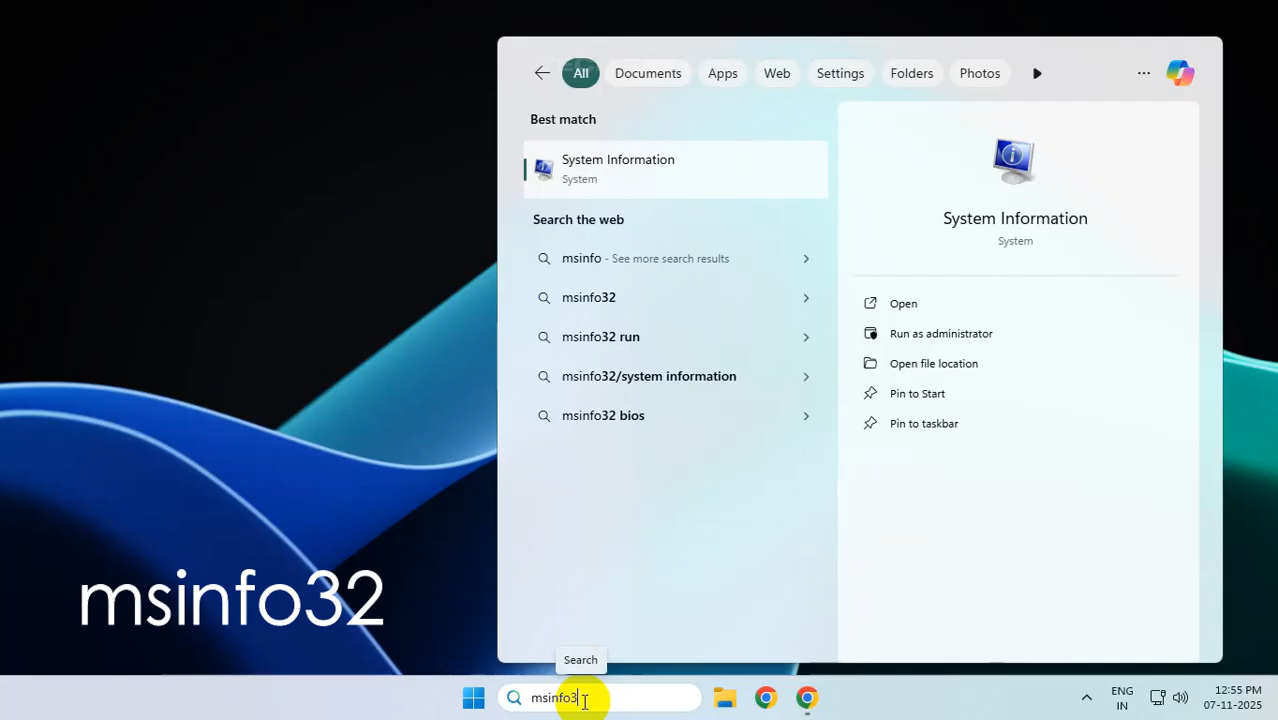 All Documents Apps Web Settings Folders Photos
Best match
System Information
System
Search the web
msinfo - See more search results
msinfo32
msinfo32 run
msinfo32/system information
msinfo32 bios
System Information
System
Open
Run as administrator
Open file location
Pin to Start
Pin to taskbar
msinfo32
Search
msinfo3
ENG
IN
12:55 PM
07-11-2025